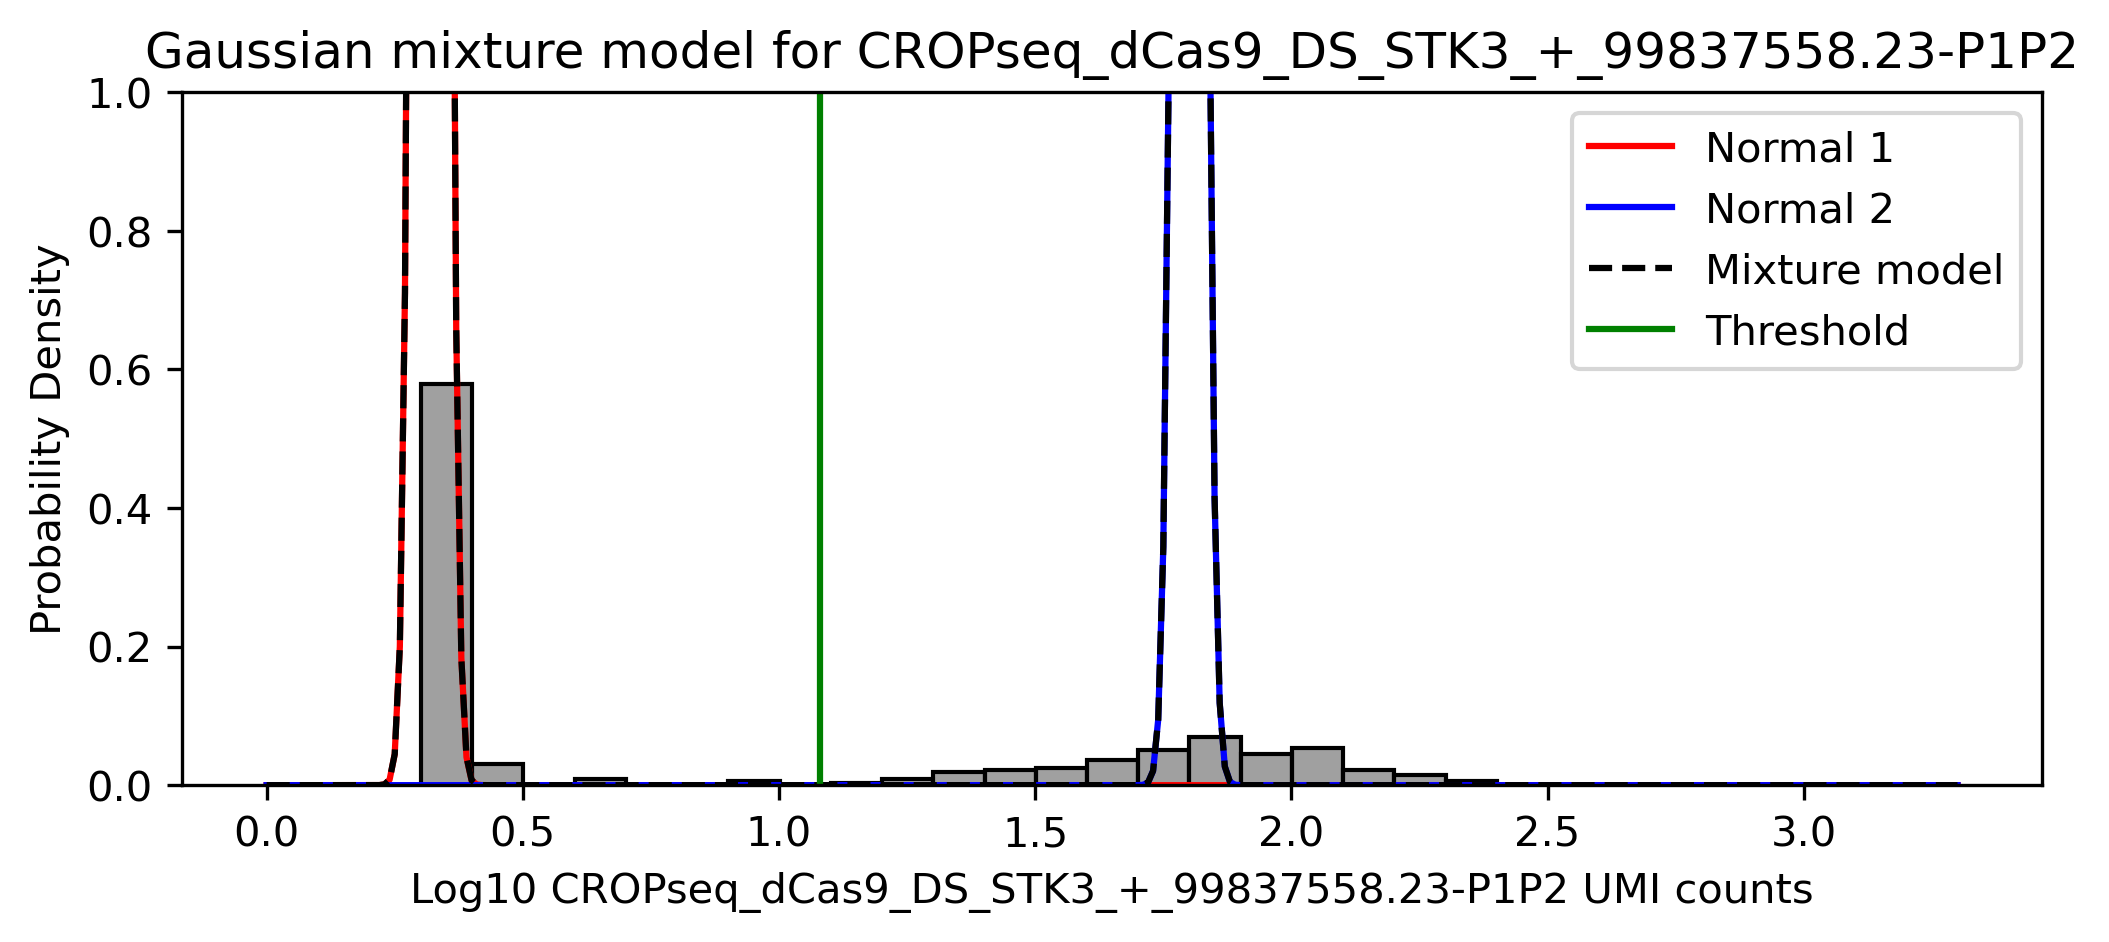 Gaussian mixture model for CROPseq_dCas9_DS_STK3_+_99837558.23-P1P2
1.0
0.8
0.6
0.4
0.2
0.0
Probability Density
Normal 1
Normal 2
Mixture model
Threshold
0.0 0.5 1.0 1.5 2.0 2.5 3.0
Log10 CROPseq_dCas9_DS_STK3_+_99837558.23-P1P2 UMI counts